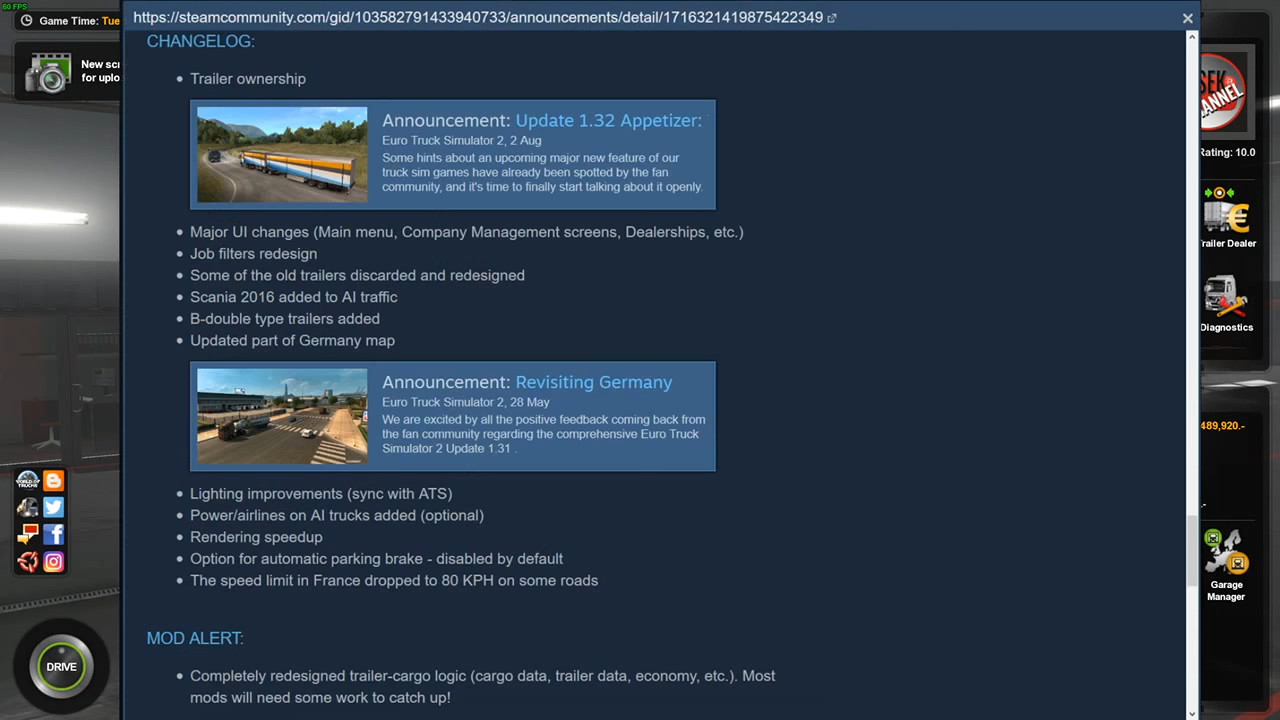 60 FPS
Game Time: Tue
https://steamcommunity.com/gid/103582791433940733/announcements/detail/1716321419875422349
New scr
for uplo
CHANGELOG:
• Trailer ownership
Announcement: Update 1.32 Appetizer:
Euro Truck Simulator 2, 2 Aug
Some hints about an upcoming major new feature of our
truck sim games have already been spotted by the fan
community, and it's time to finally start talking about it openly.
• Major UI changes (Main menu, Company Management screens, Dealerships, etc.)
• Job filters redesign
• Some of the old trailers discarded and redesigned
• Scania 2016 added to AI traffic
• B-double type trailers added
• Updated part of Germany map
Announcement: Revisiting Germany
Euro Truck Simulator 2, 28 May
We are excited by all the positive feedback coming back from
the fan community regarding the comprehensive Euro Truck
Simulator 2 Update 1.31 .
• Lighting improvements (sync with ATS)
• Power/airlines on AI trucks added (optional)
• Rendering speedup
• Option for automatic parking brake - disabled by default
• The speed limit in France dropped to 80 KPH on some roads
MOD ALERT:
• Completely redesigned trailer-cargo logic (cargo data, trailer data, economy, etc.). Most
mods will need some work to catch up!
DRIVE
SEK
CHANNEL
Rating: 10.0
railer Dealer
Diagnostics
489,920.-
.-
Garage
Manager